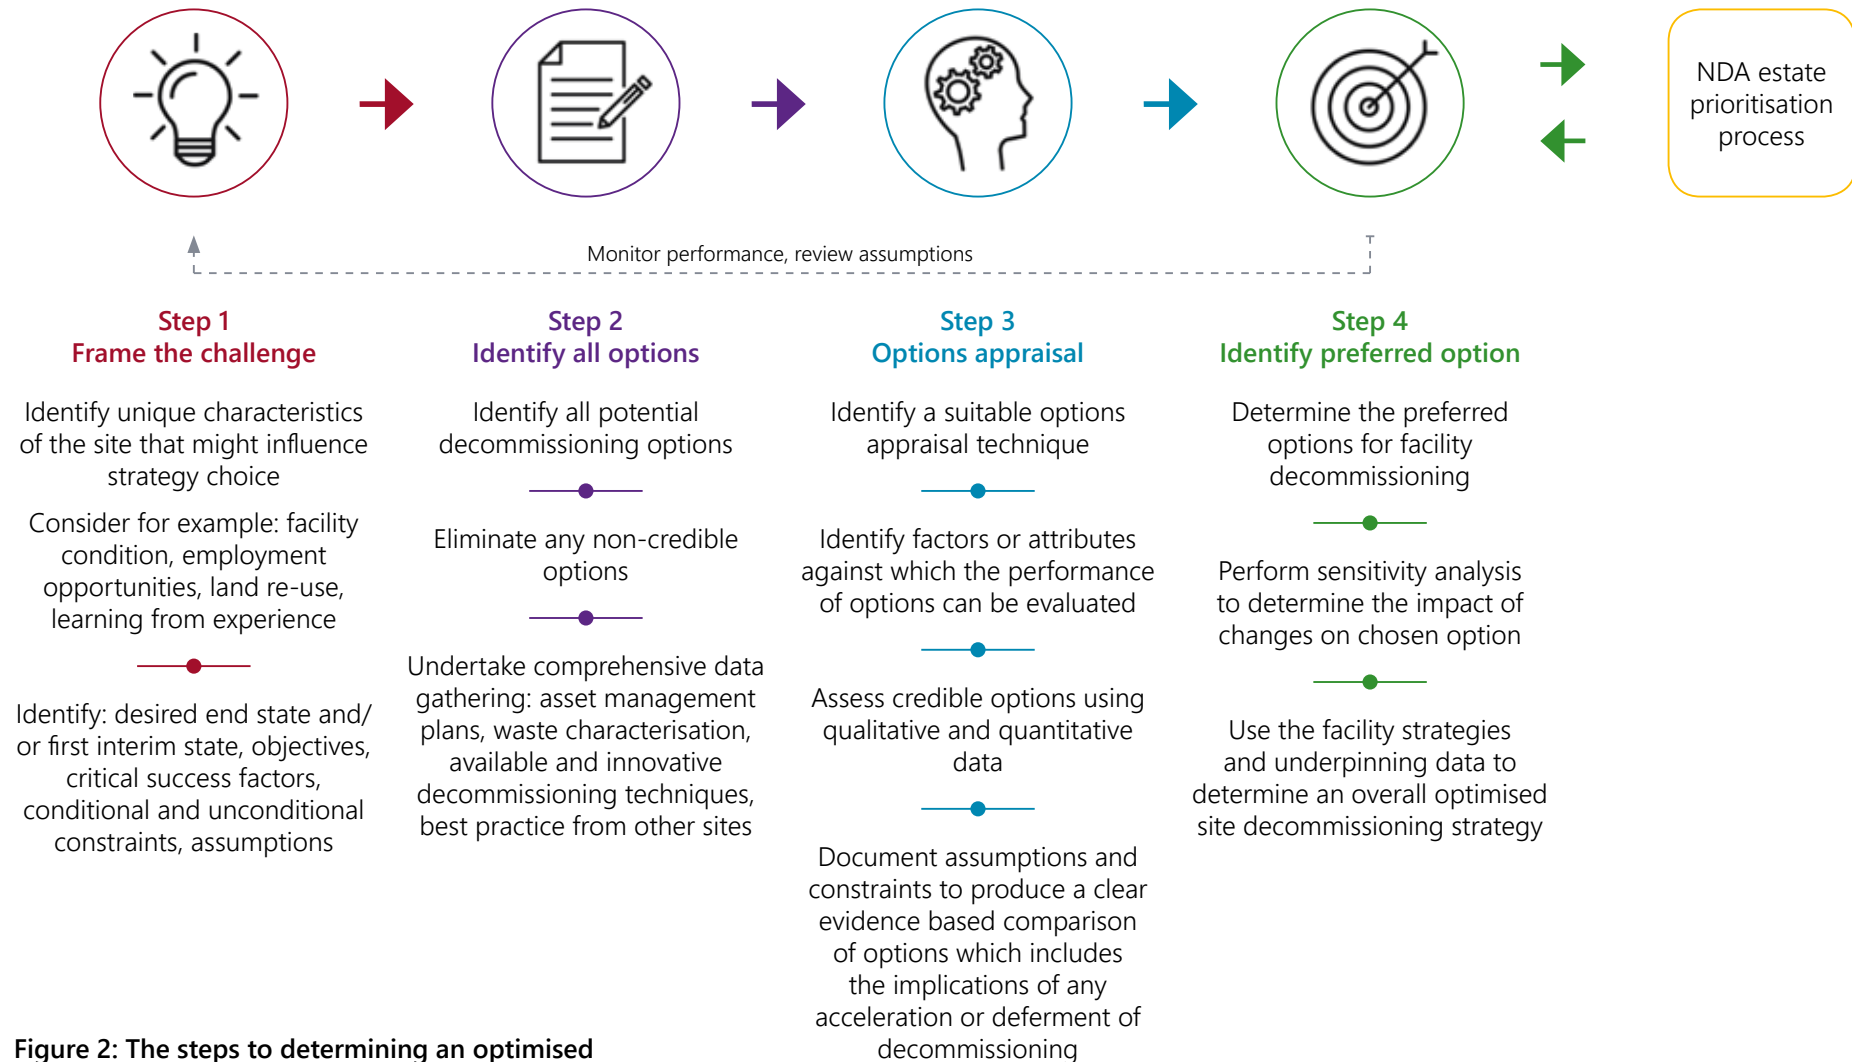 NDA estate
prioritisation
process
Monitor performance, review assumptions
Step 1
Frame the challenge
Identify unique characteristics
of the site that might influence
strategy choice
Consider for example: facility
condition, employment
opportunities, land re-use,
learning from experience
Identify: desired end state and/
or first interim state, objectives,
critical success factors,
conditional and unconditional
constraints, assumptions
Step 2
Identify all options
Identify all potential
decommissioning options
Eliminate any non-credible
options
Undertake comprehensive data
gathering: asset management
plans, waste characterisation,
available and innovative
decommissioning techniques,
best practice from other sites
Step 3
Options appraisal
Identify a suitable options
appraisal technique
Identify factors or attributes
against which the performance
of options can be evaluated
Assess credible options using
qualitative and quantitative
data
Document assumptions and
constraints to produce a clear
evidence based comparison
of options which includes
the implications of any
acceleration or deferment of
decommissioning
Step 4
Identify preferred option
Determine the preferred
options for facility
decommissioning
Perform sensitivity analysis
to determine the impact of
changes on chosen option
Use the facility strategies
and underpinning data to
determine an overall optimised
site decommissioning strategy
Figure 2: The steps to determining an optimised